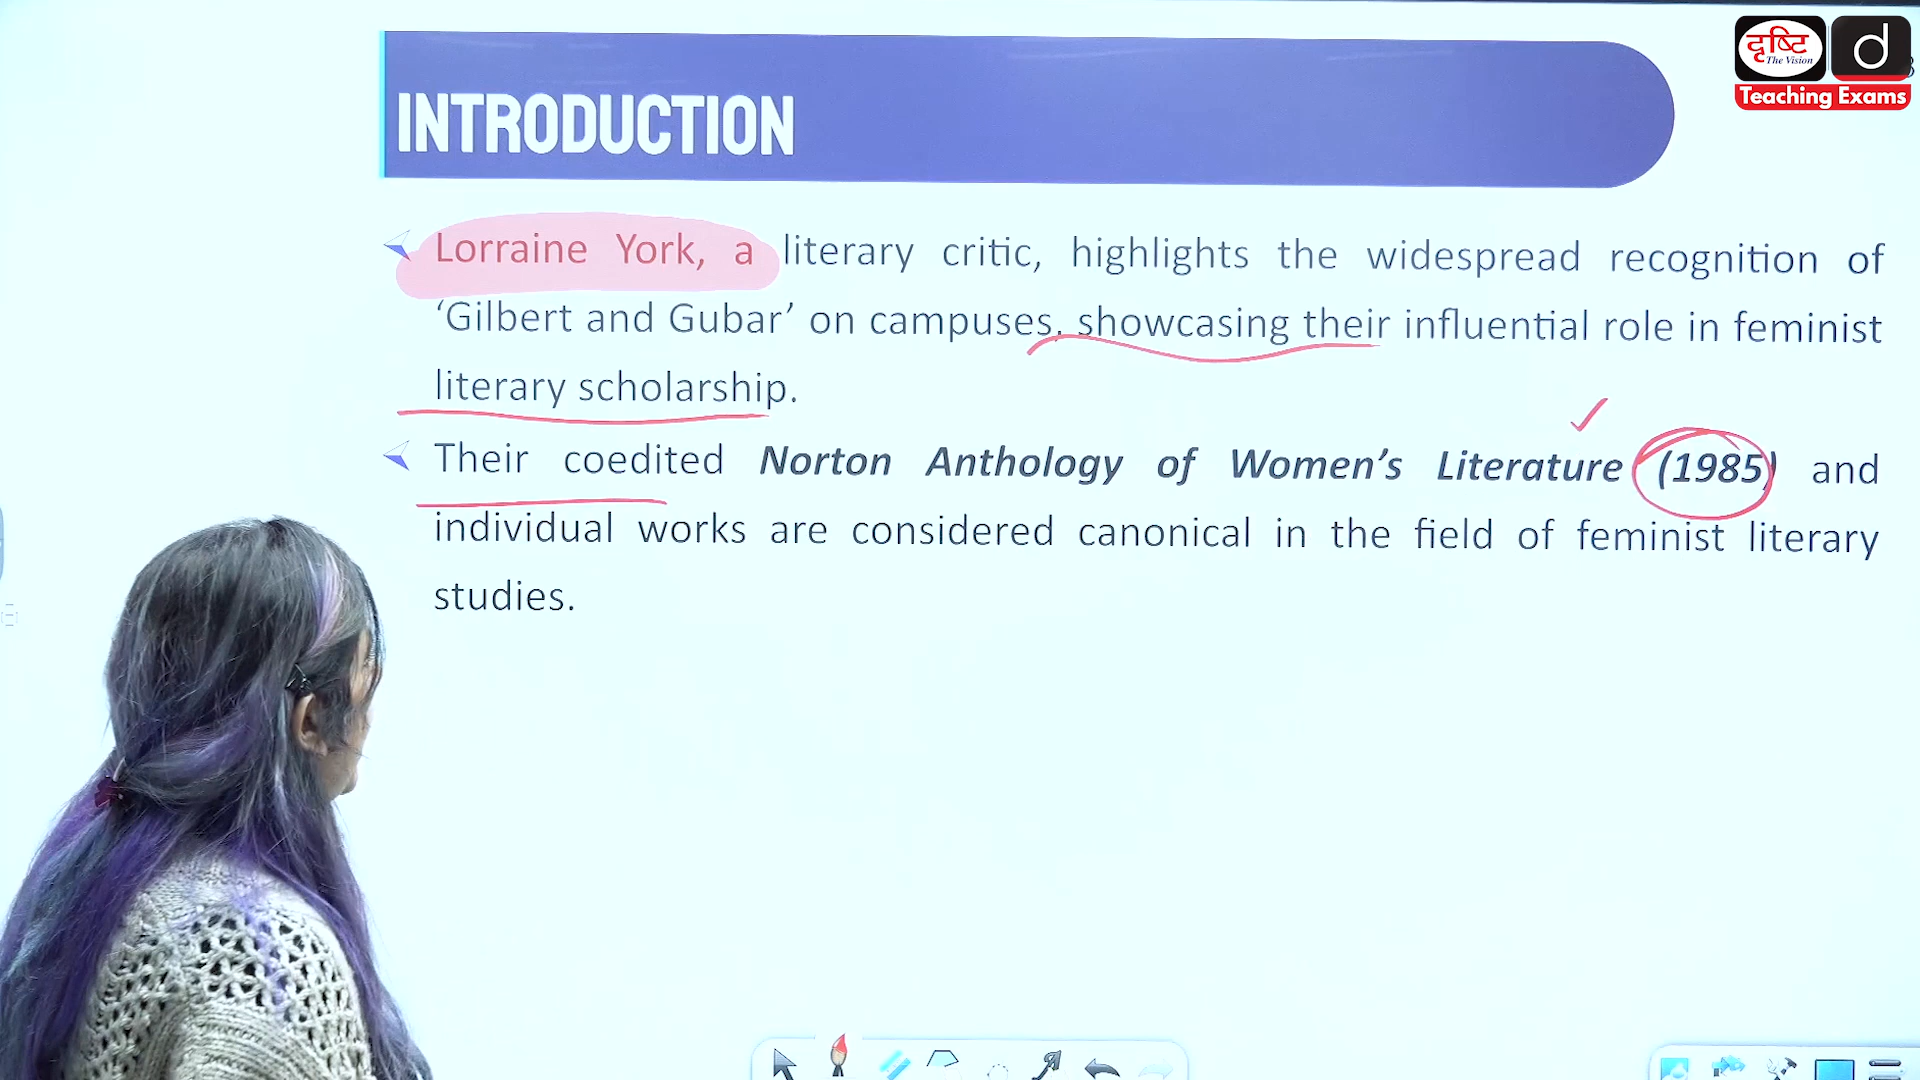 दृष्टि
The Vision
d
Teaching Exams
INTRODUCTION
Lorraine York, a literary critic, highlights the widespread recognition of
‘Gilbert and Gubar’ on campuses, showcasing their influential role in feminist
literary scholarship.
Their coedited Norton Anthology of Women’s Literature (1985) and
individual works are considered canonical in the field of feminist literary
studies.